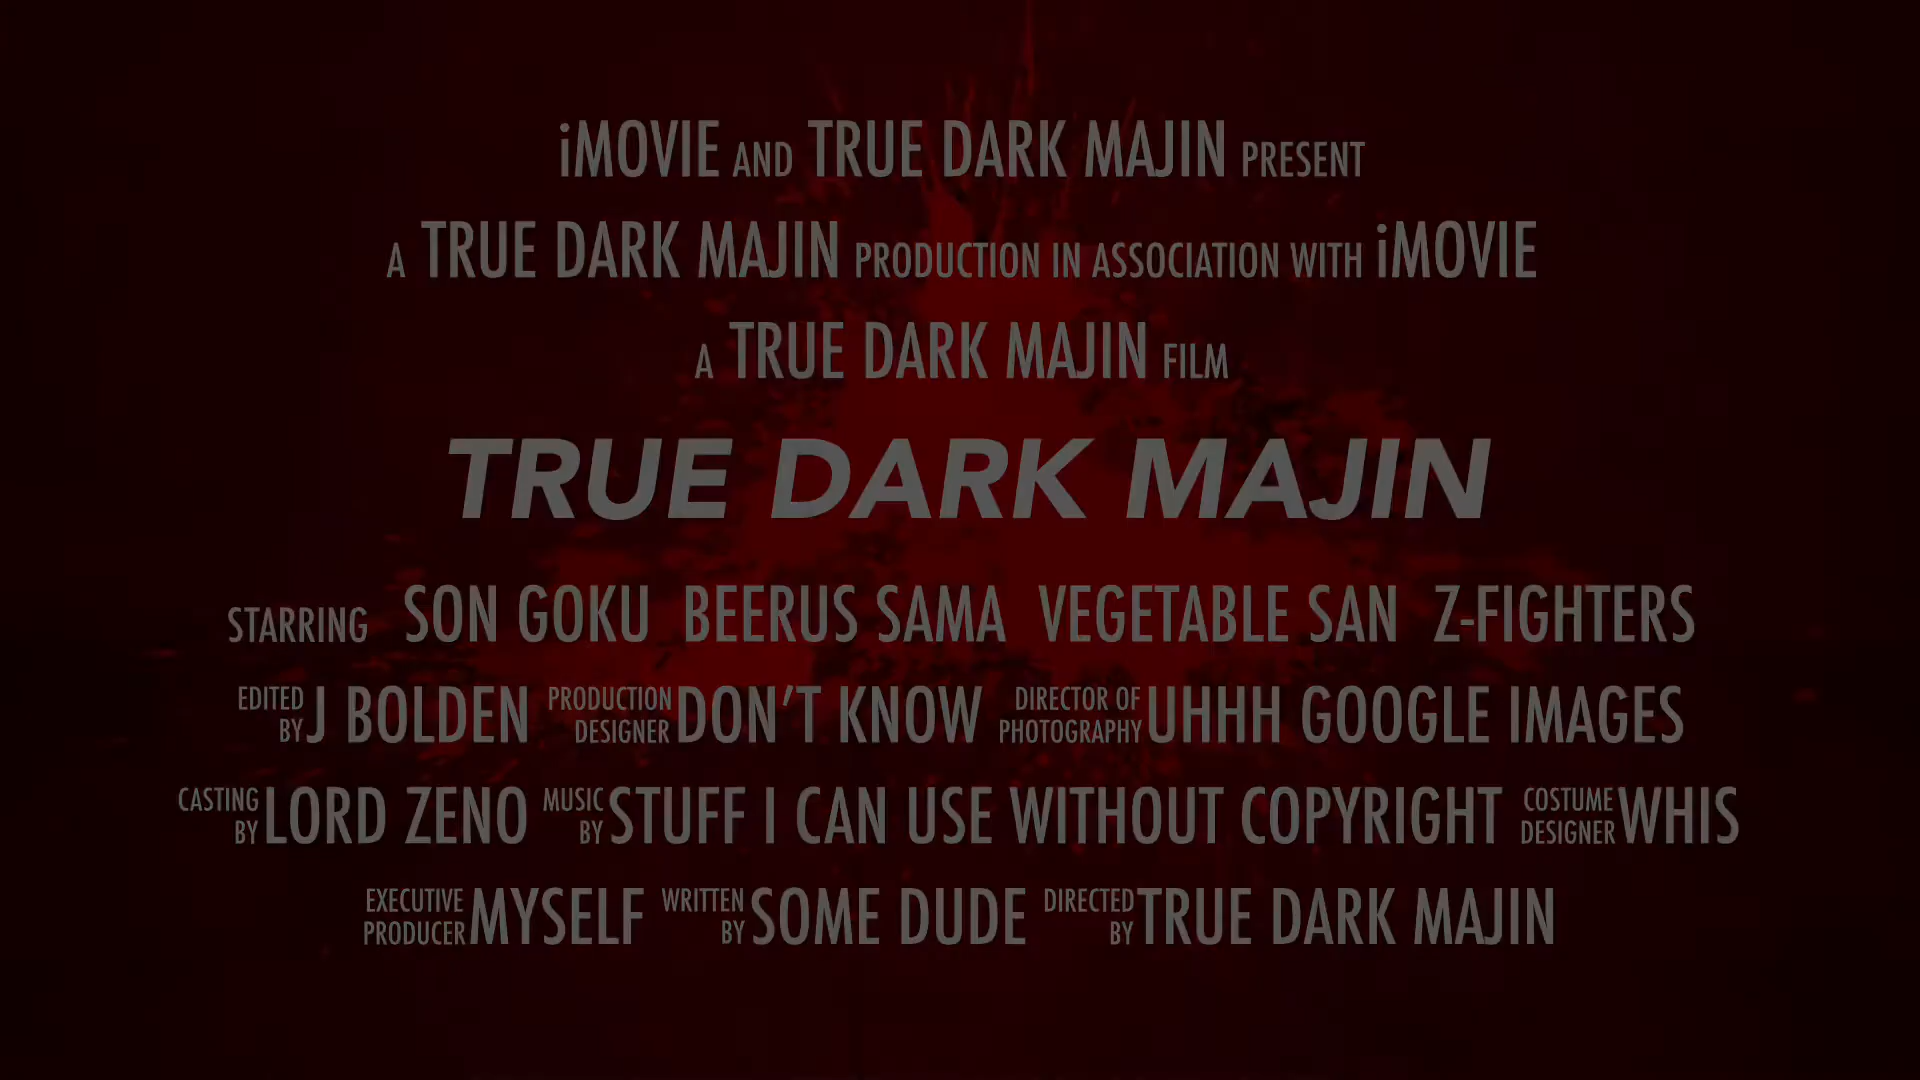 iMOVIE AND TRUE DARK MAJIN PRESENT
A TRUE DARK MAJIN PRODUCTION IN ASSOCIATION WITH iMOVIE
A TRUE DARK MAJIN FILM
TRUE DARK MAJIN
STARRING SON GOKU BEERUS SAMA VEGETABLE SAN Z-FIGHTERS
EDITED BY J BOLDEN PRODUCTION DESIGNER DON'T KNOW DIRECTOR OF PHOTOGRAPHY UHHH GOOGLE IMAGES
CASTING BY LORD ZENO MUSIC BY STUFF I CAN USE WITHOUT COPYRIGHT COSTUME DESIGNER WHIS
EXECUTIVE PRODUCER MYSELF WRITTEN BY SOME DUDE DIRECTED BY TRUE DARK MAJIN